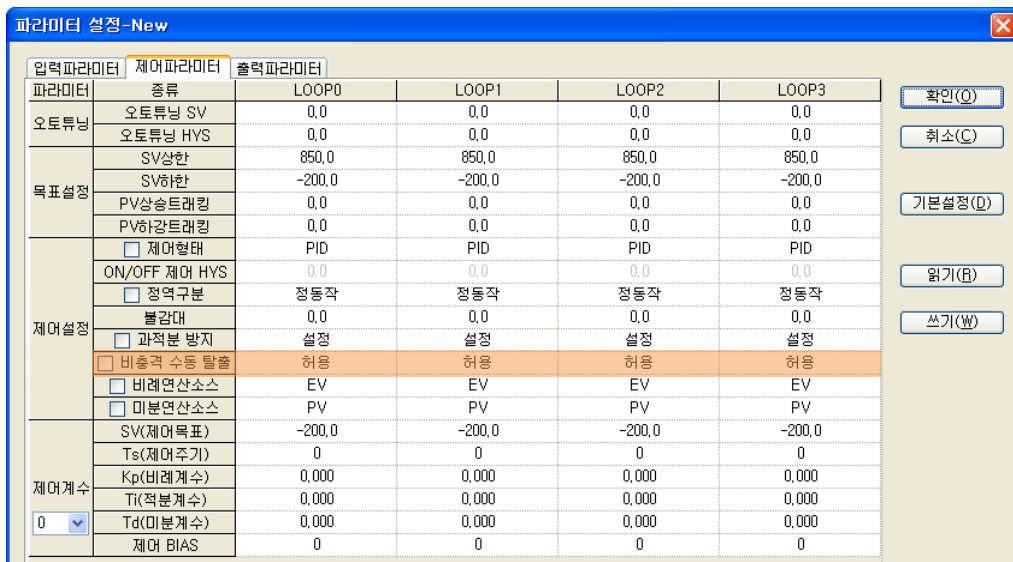 파라미터 설정-New
입력파라미터 제어파라미터 출력파라미터
파라미터 종류 LOOP0 LOOP1 LOOP2 LOOP3
오토튜닝
오토튜닝 SV 0,0 0,0 0,0 0,0
오토튜닝 HYS 0,0 0,0 0,0 0,0
목표설정
SV상한 850,0 850,0 850,0 850,0
SV하한 -200,0 -200,0 -200,0 -200,0
PV상승트래킹 0,0 0,0 0,0 0,0
PV하강트래킹 0,0 0,0 0,0 0,0
제어설정
제어형태 PID PID PID PID
ON/OFF 제어 HYS 0,0 0,0 0,0 0,0
정역구분 정동작 정동작 정동작 정동작
불감대 0,0 0,0 0,0 0,0
과적분 방지 설정 설정 설정 설정
비충격 수동 탈출 허용 허용 허용 허용
비례연산소스 EV EV EV EV
미분연산소스 PV PV PV PV
제어계수
0
SV(제어목표) -200,0 -200,0 -200,0 -200,0
Ts(제어주기) 0 0 0 0
Kp(비례계수) 0,000 0,000 0,000 0,000
Ti(적분계수) 0,000 0,000 0,000 0,000
Td(미분계수) 0,000 0,000 0,000 0,000
제어 BIAS 0 0 0 0
확인(O)
취소(C)
기본설정(D)
읽기(R)
쓰기(W)